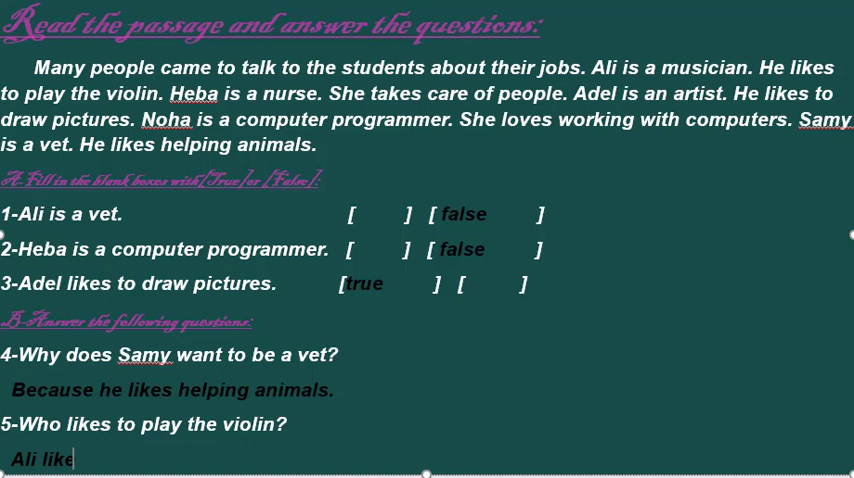 Read the passage and answer the questions:
Many people came to talk to the students about their jobs. Ali is a musician. He likes
to play the violin. Heba is a nurse. She takes care of people. Adel is an artist. He likes to
draw pictures. Noha is a computer programmer. She loves working with computers. Samy
is a vet. He likes helping animals.
A-Fill in the blank boxes with[True]or [False]:
1-Ali is a vet. [ ] [ false ]
2-Heba is a computer programmer. [ ] [ false ]
3-Adel likes to draw pictures. [true ] [ ]
B-Answer the following questions:
4-Why does Samy want to be a vet?
Because he likes helping animals.
5-Who likes to play the violin?
Ali like